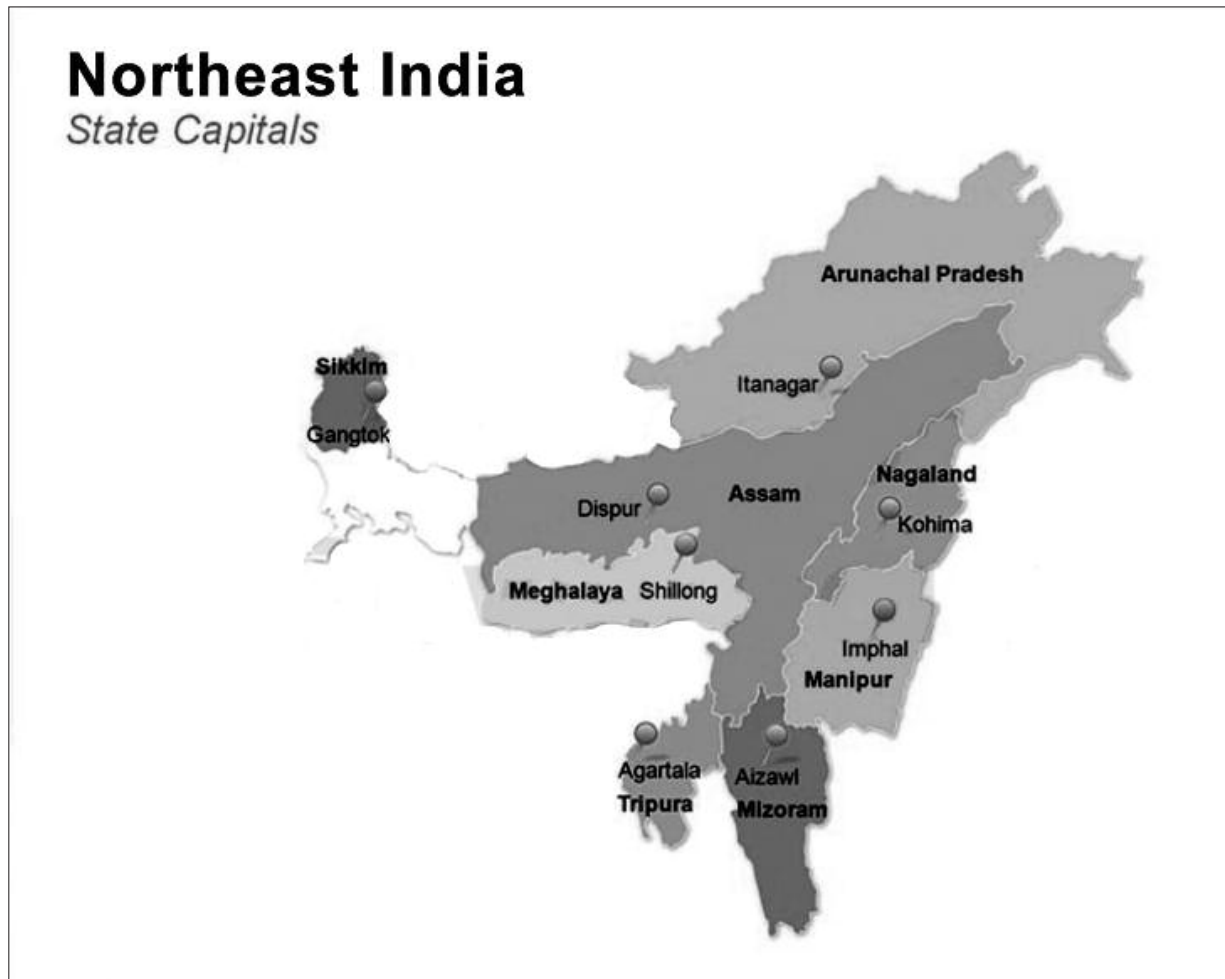 Northeast India
State Capitals
Arunachal Pradesh
Sikkim
Itanagar
Gangtok
Nagaland
Assam
Dispur
Kohima
Meghalaya
Shillong
Imphal
Manipur
Agartala
Aizawl
Tripura
Mizoram